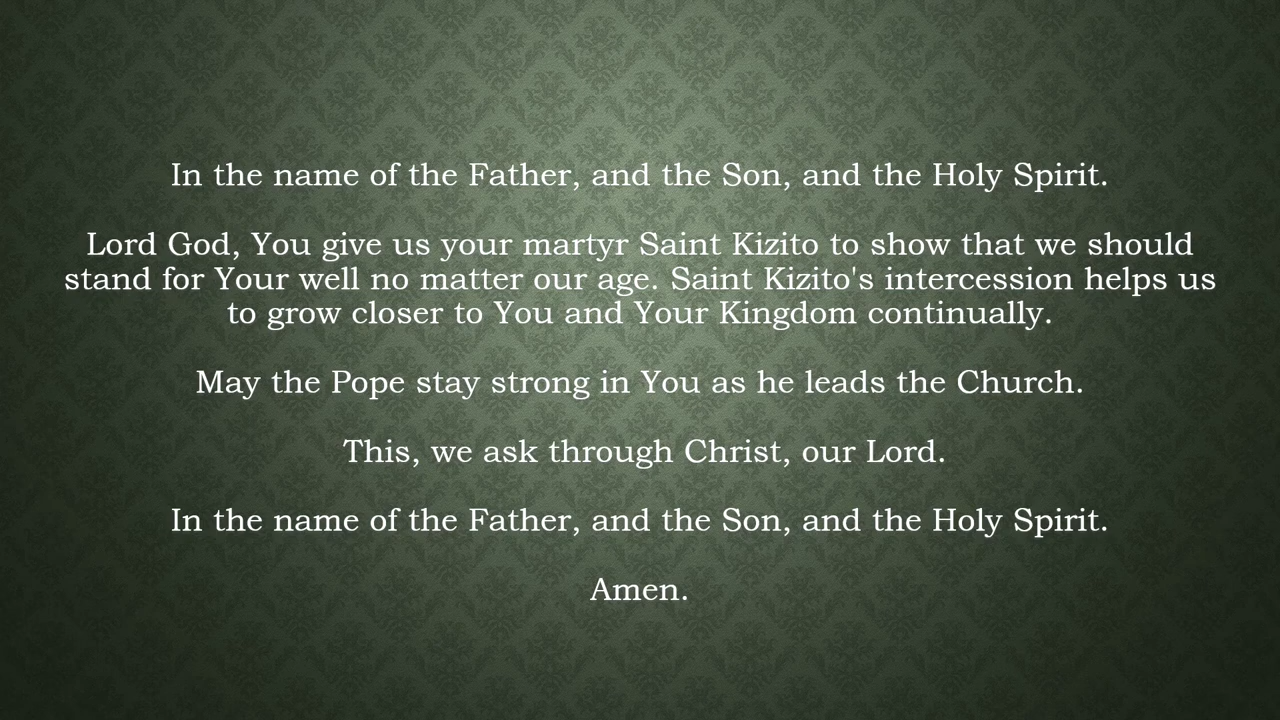 In the name of the Father, and the Son, and the Holy Spirit.
Lord God, You give us your martyr Saint Kizito to show that we should
stand for Your well no matter our age. Saint Kizito's intercession helps us
to grow closer to You and Your Kingdom continually.
May the Pope stay strong in You as he leads the Church.
This, we ask through Christ, our Lord.
In the name of the Father, and the Son, and the Holy Spirit.
Amen.